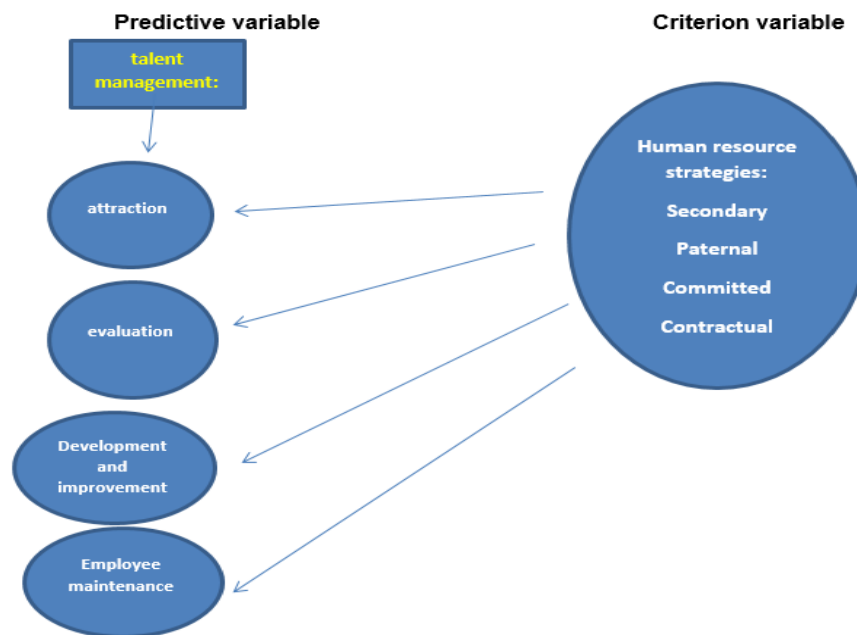 Predictive variable
Criterion variable
talent
management:
attraction
evaluation
Development
and
improvement
Employee
maintenance
Human resource
strategies:
Secondary
Paternal
Committed
Contractual